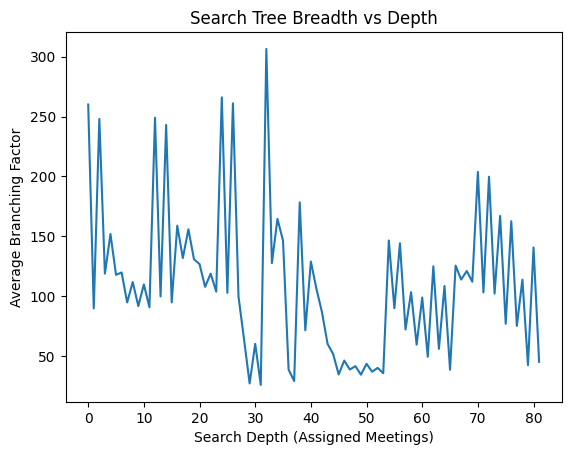 Search Tree Breadth vs Depth
Average Branching Factor
300
250
200
150
100
50
0 10 20 30 40 50 60 70 80
Search Depth (Assigned Meetings)